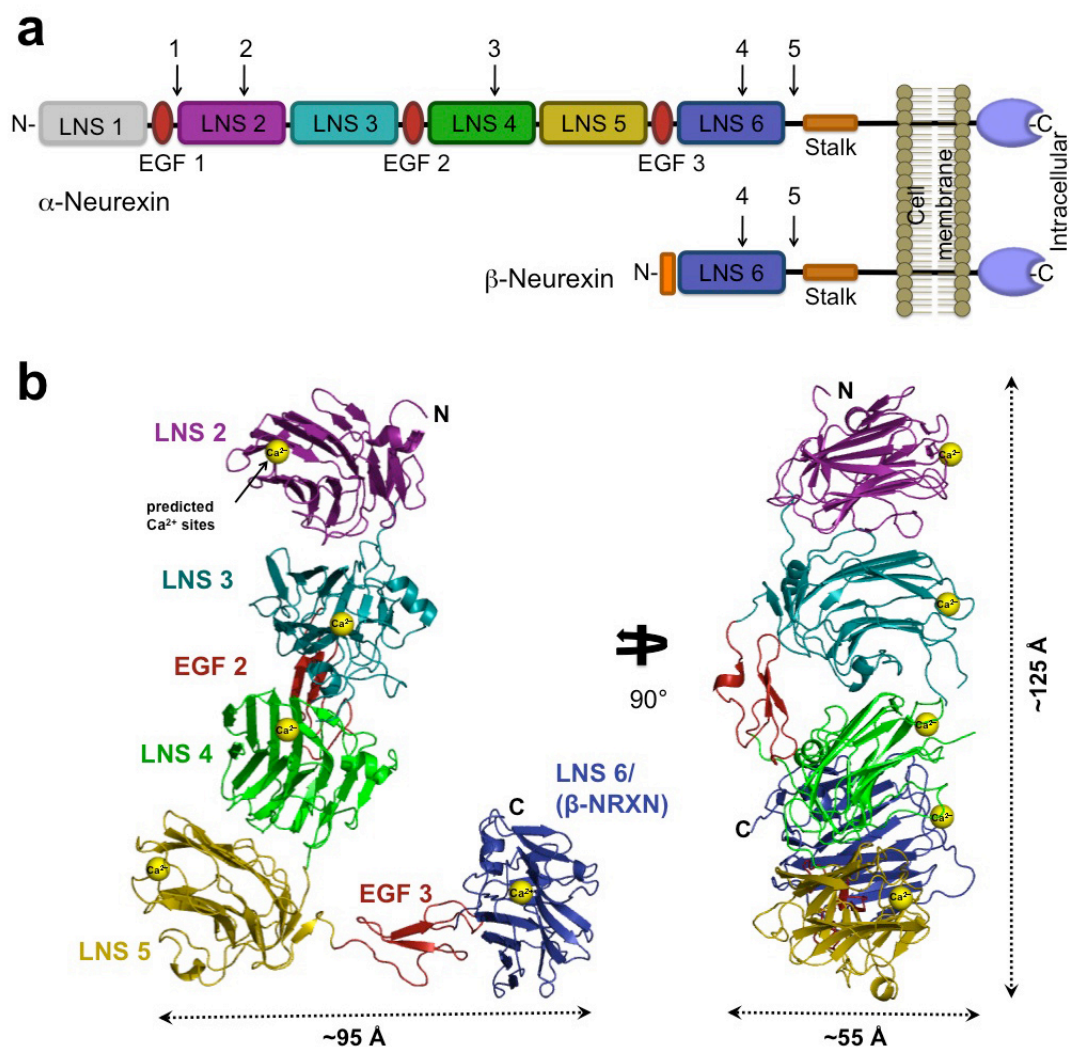 a
1 2 3 4 5
N- LNS 1 LNS 2 LNS 3 LNS 4 LNS 5 LNS 6 -C
EGF 1 EGF 2 EGF 3 Stalk
α-Neurexin
Cell membrane
Intracellular
4 5
β-Neurexin N- LNS 6 -C
Stalk
b
LNS 2 N
Ca²⁻
predicted
Ca²⁺ sites
LNS 3
Ca²⁻
EGF 2
LNS 4
Ca²⁻
LNS 6/
(β-NRXN)
C
Ca²⁺
EGF 3
Ca²⁻
LNS 5
~95 Å
90°
N
Ca²⁻
Ca²⁻
Ca²⁻
C
Ca²⁻
Ca²⁻
~125 Å
~55 Å